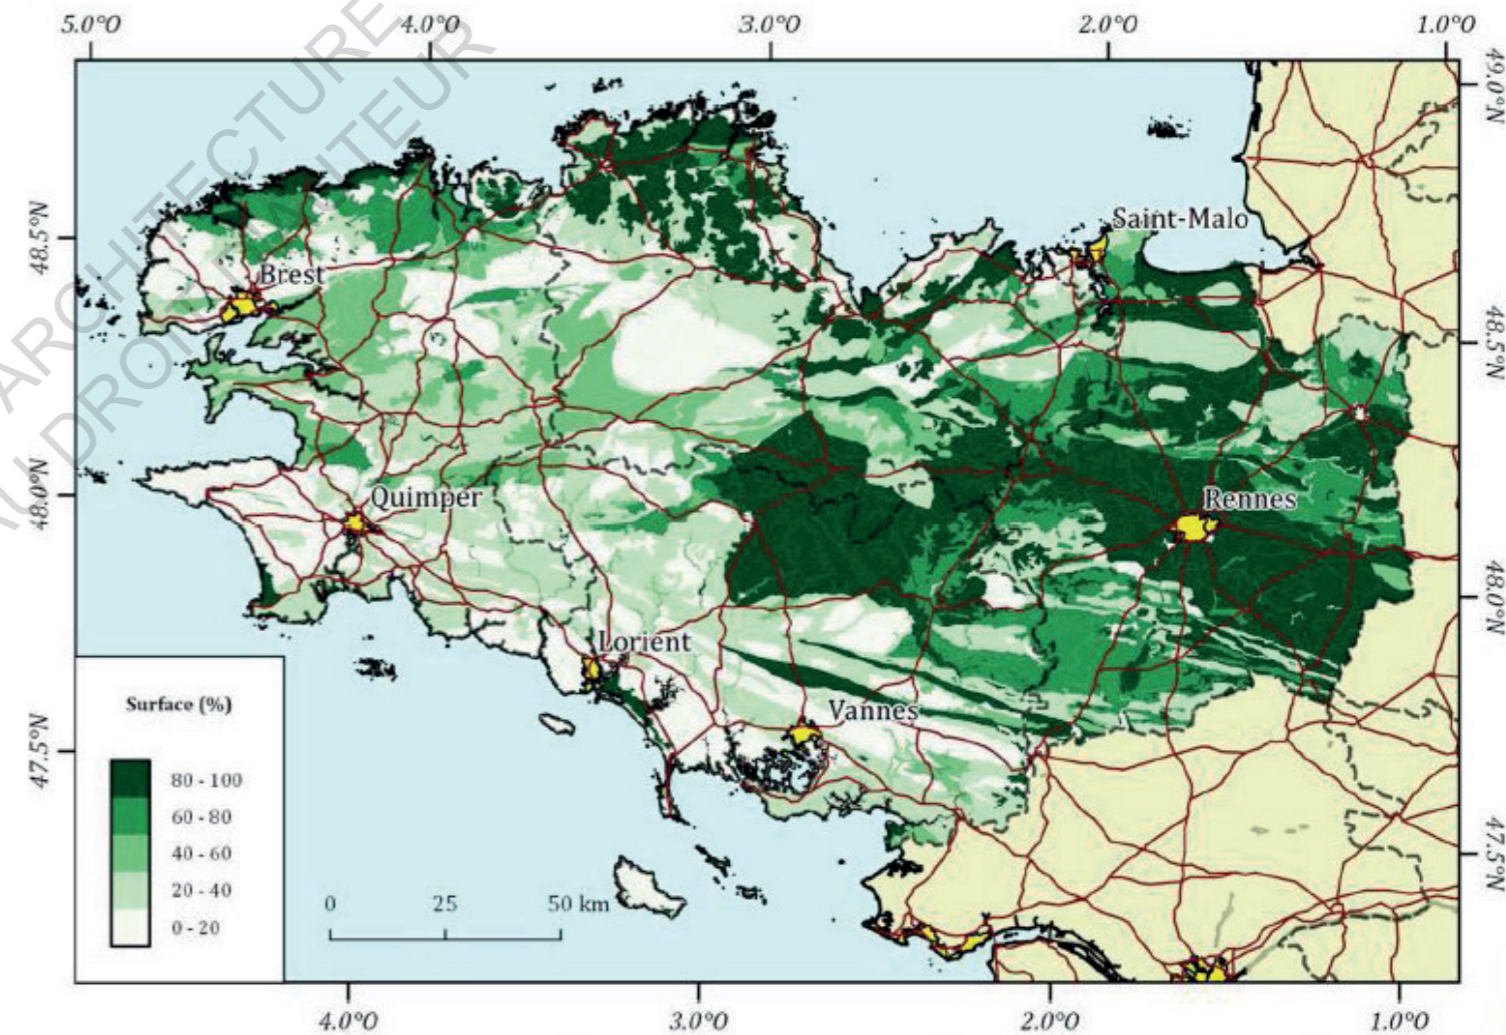 5.0°O 4.0°O 3.0°O 2.0°O 1.0°O
49.0°N
ARCHITECTURE
Saint-Malo
48.5°N
Brest
48.5°N
Quimper
48.0°N
Rennes
48.0°N
Lorient
Vannes
47.5°N
47.5°N
Surface (%)
80 - 100
60 - 80
40 - 60
20 - 40
0 - 20
0 25 50 km
4.0°O 3.0°O 2.0°O 1.0°O